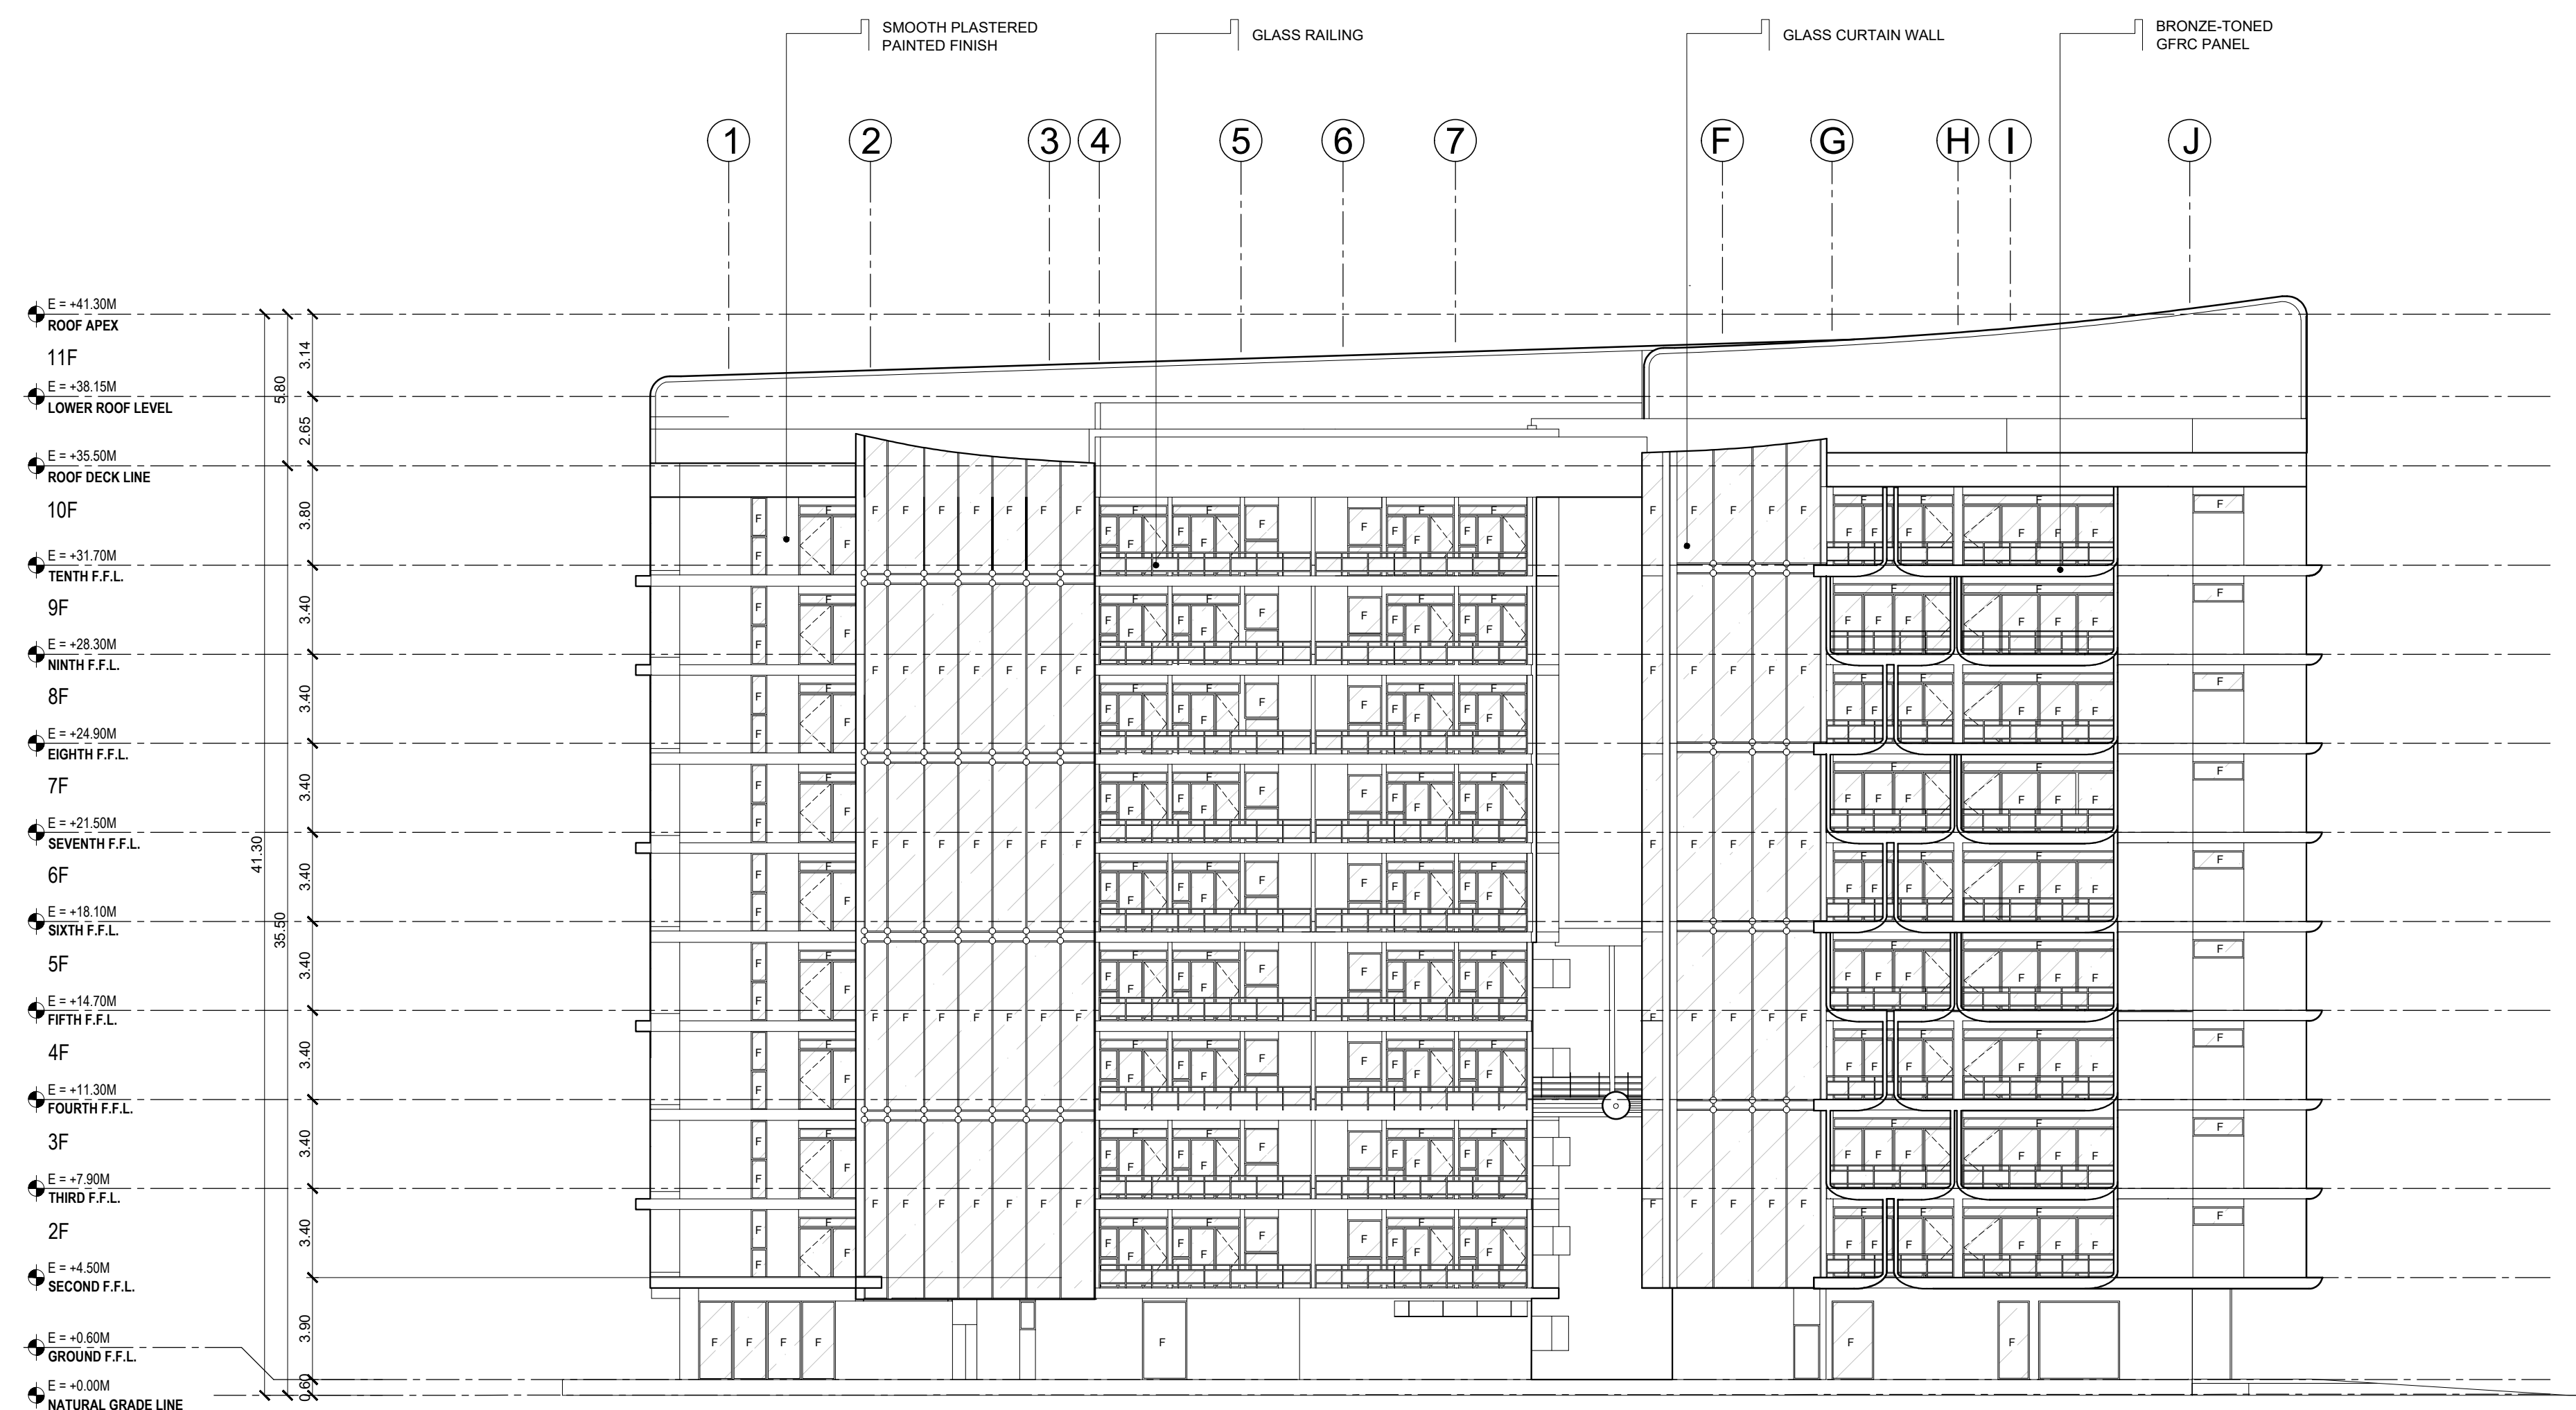 SMOOTH PLASTERED
PAINTED FINISH
GLASS RAILING
GLASS CURTAIN WALL
BRONZE-TONED
GFRC PANEL
1 2 3 4 5 6 7 F G H I J
E = +41.30M
ROOF APEX
11F
3.14
5.80
E = +38.15M
LOWER ROOF LEVEL
2.65
E = +35.50M
ROOF DECK LINE
10F
3.80
F F F F F F F F F F F F F F F F F F F F F F F F F F F F F F F F F F F F F F F F
E = +31.70M
TENTH F.F.L.
9F
3.40
F F F F F F F F F F F F F F F F F F F F F F F F F F F
E = +28.30M
NINTH F.F.L.
8F
3.40
F F F F F F F F F F F F F F F F F F F F F F F F F F F F F F F F F F F F F F F F
E = +24.90M
EIGHTH F.F.L.
7F
3.40
F F F F F F F F F F F F F F F F F F F F F F F F F F F
E = +21.50M
SEVENTH F.F.L.
41.30
6F
3.40
F F F F F F F F F F F F F F F F F F F F F F F F F F F F F F F F F F F F F F F F
E = +18.10M
SIXTH F.F.L.
35.50
5F
3.40
F F F F F F F F F F F F F F F F F F F F F F F F F F F
E = +14.70M
FIFTH F.F.L.
4F
3.40
F F F F F F F F F F F F F F F F F F F F F F F F F F F F F F F F F F F F F F F F
E = +11.30M
FOURTH F.F.L.
3F
3.40
F F F F F F F F F F F F F F F F F F F F F F F F F F F
E = +7.90M
THIRD F.F.L.
2F
3.40
F F F F F F F F F F F F F F F F F F F F F F F F F F F F F F F F F F F F F F F F
E = +4.50M
SECOND F.F.L.
3.90
E = +0.60M
GROUND F.F.L.
F F F F F F F
0.60
E = +0.00M
NATURAL GRADE LINE